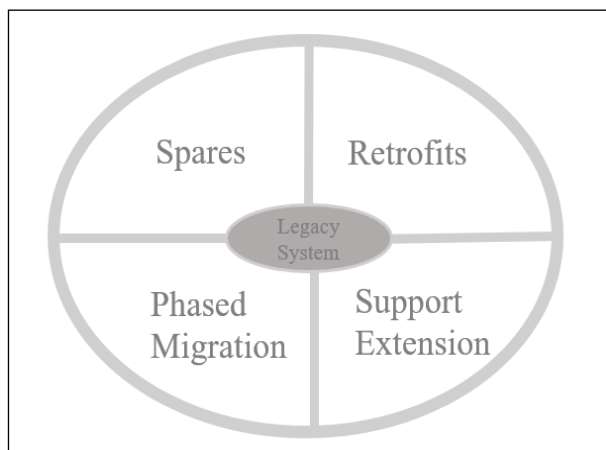 Spares
Retrofits
Legacy
System
Phased
Migration
Support
Extension